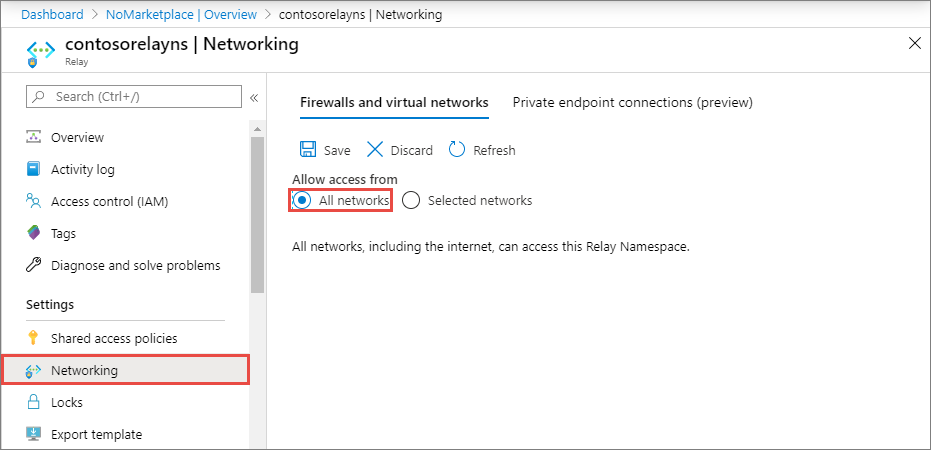 Dashboard > NoMarketplace | Overview > contosorelayns | Networking
contosorelayns | Networking
Relay
Search (Ctrl+/)
«
Overview
Activity log
Access control (IAM)
Tags
Diagnose and solve problems
Settings
Shared access policies
Networking
Locks
Export template
Firewalls and virtual networks Private endpoint connections (preview)
Save Discard Refresh
Allow access from
All networks Selected networks
All networks, including the internet, can access this Relay Namespace.